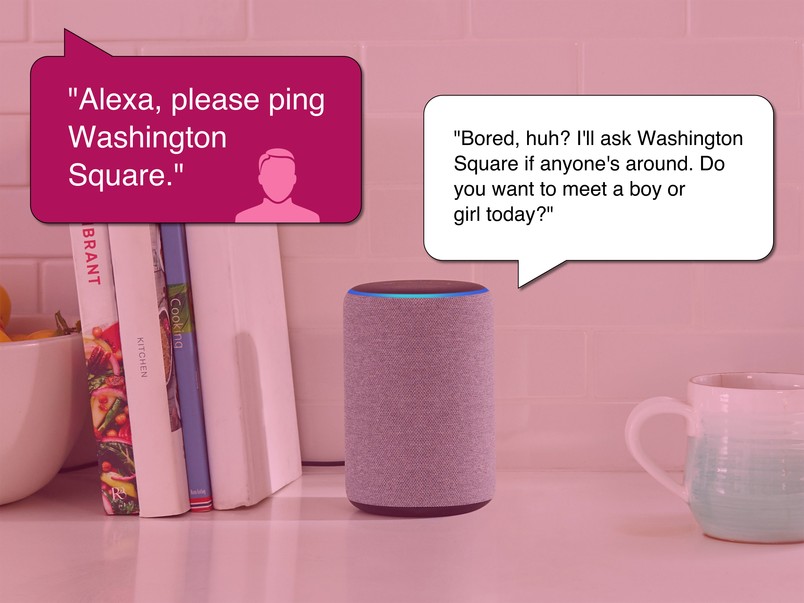 "Alexa, please ping
Washington
Square."
"Bored, huh? I'll ask Washington
Square if anyone's around. Do
you want to meet a boy or
girl today?"
BRANT
KITCHEN
Cooking